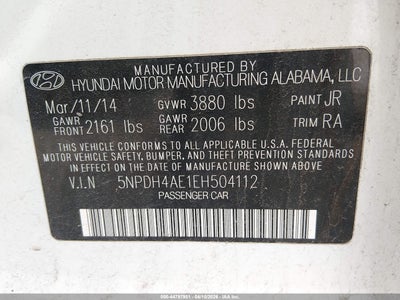 MANUFACTURED BY
HYUNDAI MOTOR MANUFACTURING ALABAMA, LLC
Mar/11/14 GVWR 3880 lbs PAINT JR
GAWR FRONT 2161 lbs GAWR REAR 2006 lbs TRIM RA
THIS VEHICLE CONFORMS TO ALL APPLICABLE U.S.A. FEDERAL
MOTOR VEHICLE SAFETY, BUMPER, AND THEFT PREVENTION STANDARDS
IN EFFECT ON THE DATE OF MANUFACTURE SHOWN ABOVE.
V.I.N 5NPDH4AE1EH504112
PASSENGER CAR